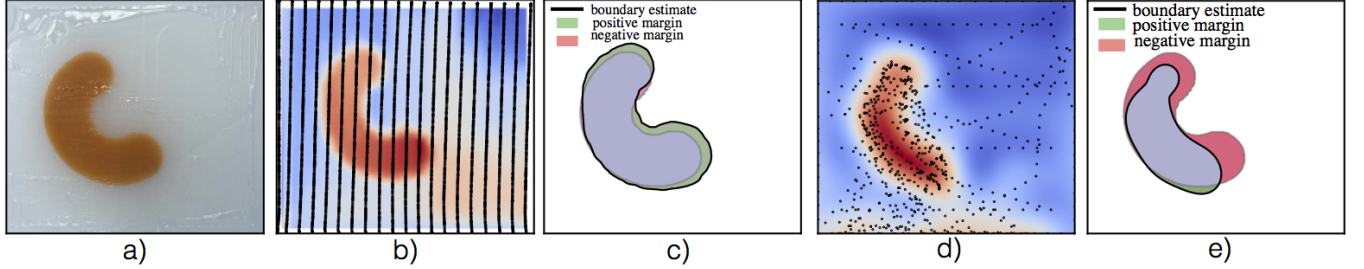 boundary estimate
positive margin
negative margin
boundary estimate
positive margin
negative margin
a)
b)
c)
d)
e)